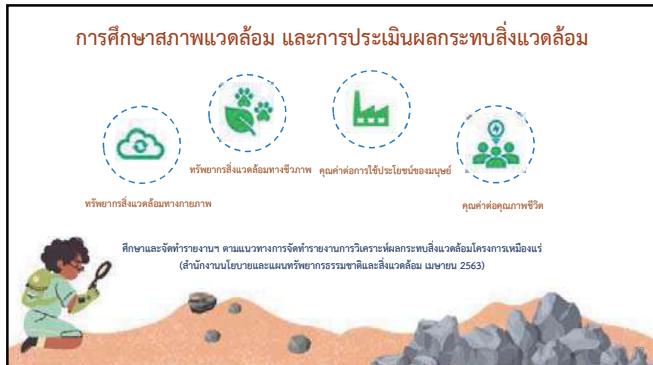 การศึกษาสภาพแวดล้อม และการประเมินผลกระทบสิ่งแวดล้อม
ทรัพยากรสิ่งแวดล้อมทางชีวภาพ
คุณค่าต่อการใช้ประโยชน์ของมนุษย์
ทรัพยากรสิ่งแวดล้อมทางกายภาพ
คุณค่าต่อคุณภาพชีวิต
ศึกษาและจัดทำรายงานฯ ตามแนวทางการจัดทำรายงานการวิเคราะห์ผลกระทบสิ่งแวดล้อมโครงการเหมืองแร่
(สำนักงานนโยบายและแผนทรัพยากรธรรมชาติและสิ่งแวดล้อม เมษายน 2563)